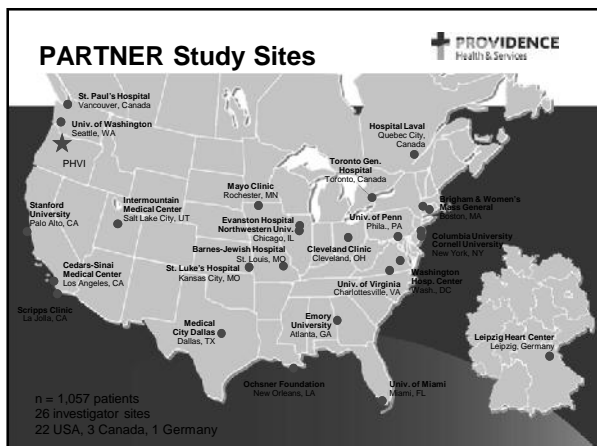 PARTNER Study Sites
PROVIDENCE
Health & Services
St. Paul's Hospital
Vancouver, Canada
Univ. of Washington
Seattle, WA
PHVI
Hospital Laval
Quebec City,
Canada
Toronto Gen.
Hospital
Toronto, Canada
Mayo Clinic
Rochester, MN
Brigham & Women's
Mass General
Boston, MA
Stanford
University
Palo Alto, CA
Intermountain
Medical Center
Salt Lake City, UT
Evanston Hospital
Northwestern Univ.
Chicago, IL
Univ. of Penn
Phila., PA
Columbia University
Cornell University
New York, NY
Barnes-Jewish Hospital
St. Louis, MO
Cleveland Clinic
Cleveland, OH
Cedars-Sinai
Medical Center
Los Angeles, CA
St. Luke's Hospital
Kansas City, MO
Washington
Hosp. Center
Wash., DC
Univ. of Virginia
Charlottesville, VA
Scripps Clinic
La Jolla, CA
Medical
City Dallas
Dallas, TX
Emory
University
Atlanta, GA
Leipzig Heart Center
Leipzig, Germany
Ochsner Foundation
New Orleans, LA
Univ. of Miami
Miami, FL
n = 1,057 patients
26 investigator sites
22 USA, 3 Canada, 1 Germany